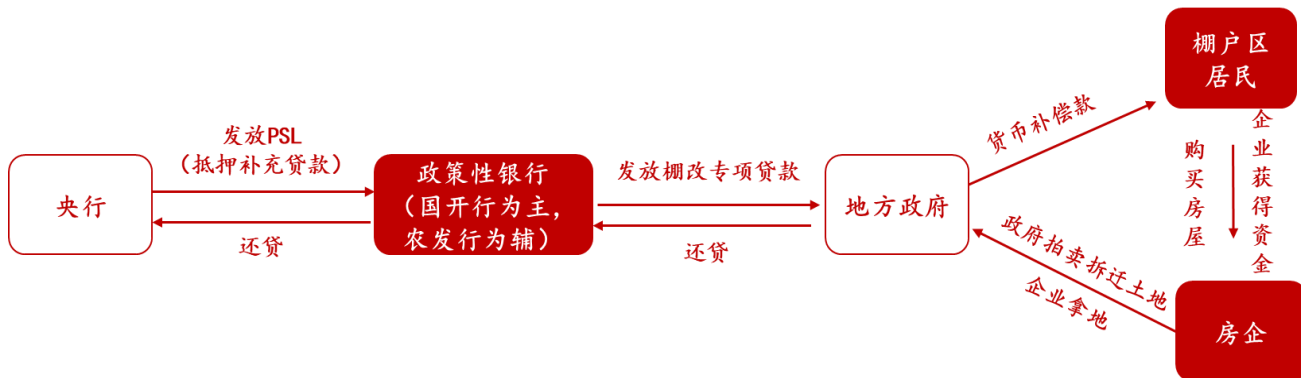 央行
发放PSL
（抵押补充贷款）
还贷
政策性银行
（国开行为主，
农发行为辅）
发放棚改专项贷款
还贷
地方政府
货币补偿款
棚户区
居民
购买房屋
企业获得资金
政府拍卖拆迁土地
企业拿地
房企